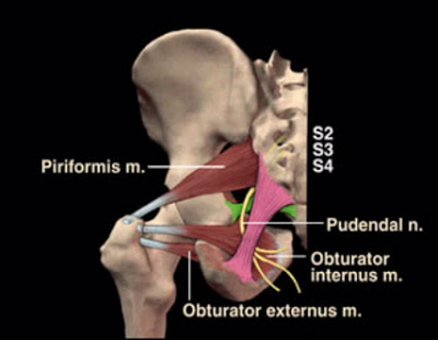 S2
S3
S4
Piriformis m.
Pudendal n.
Obturator
internus m.
Obturator externus m.